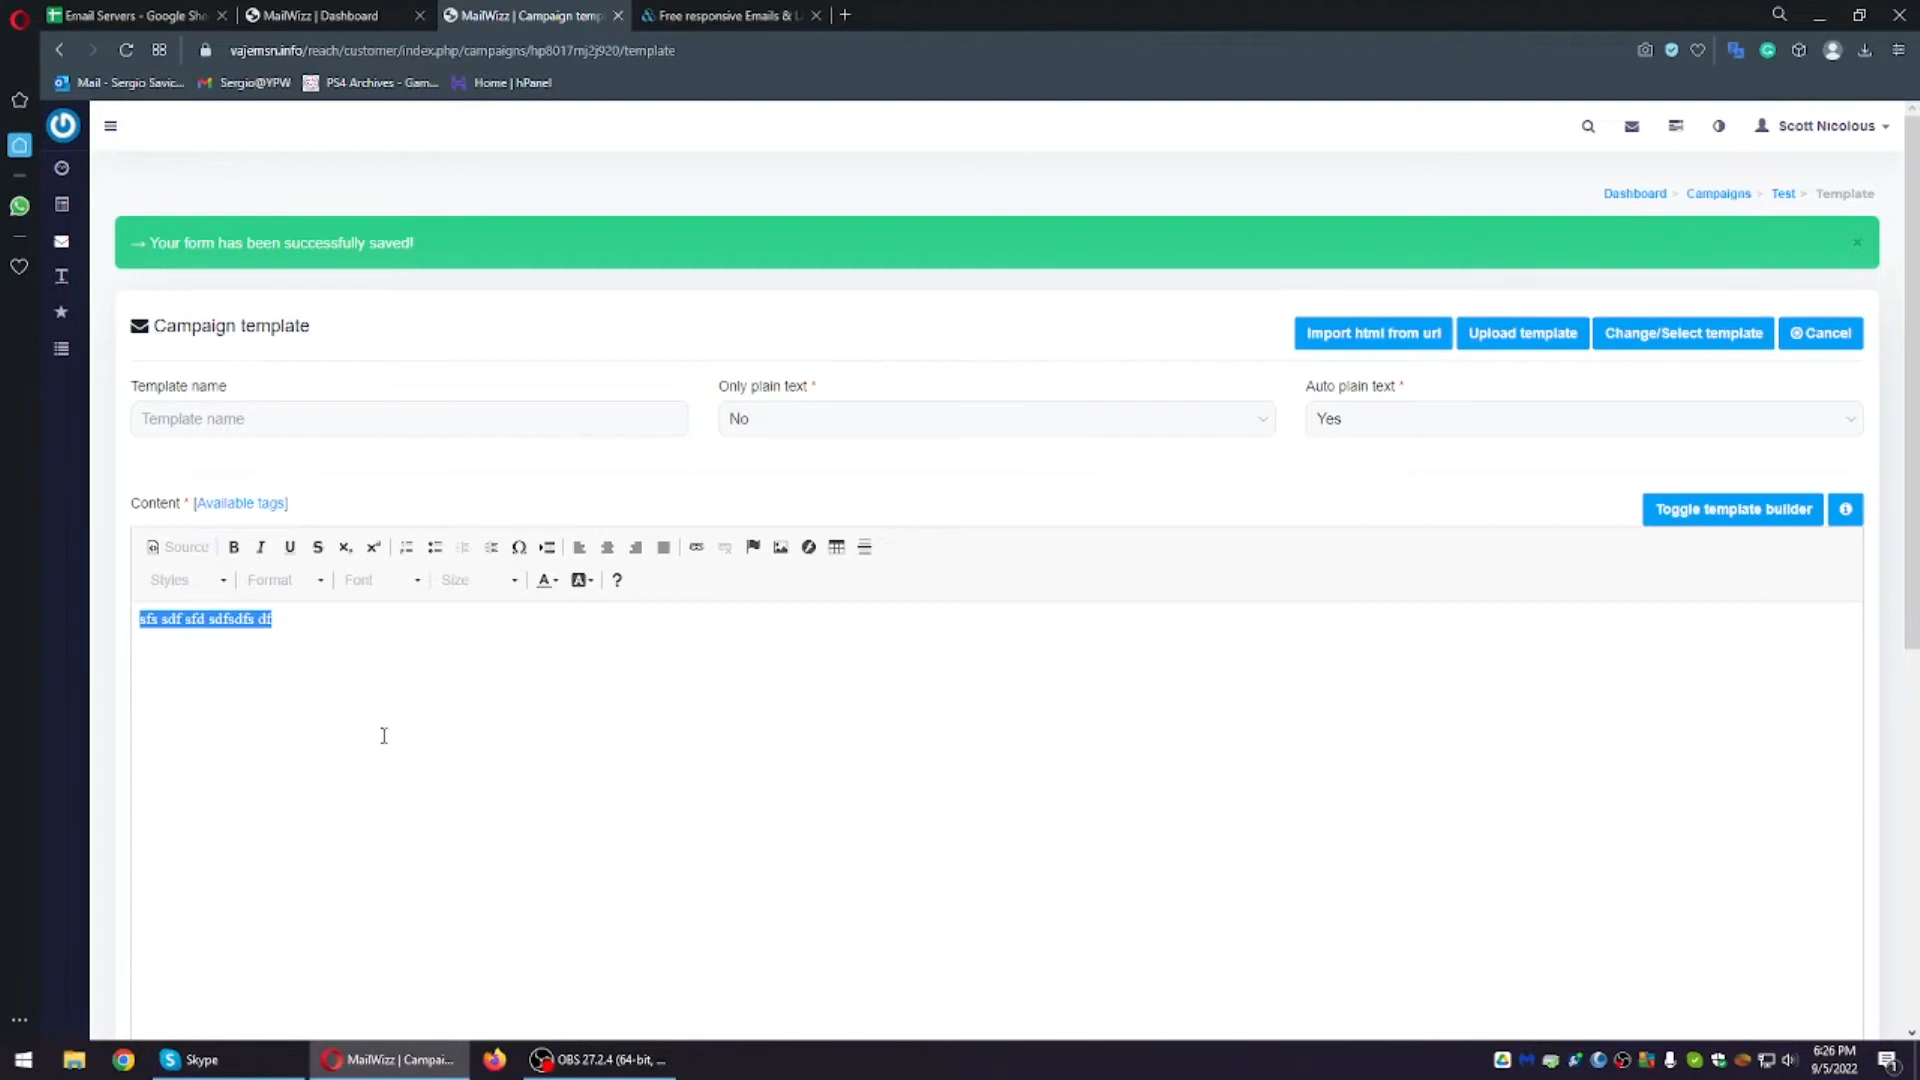 Email Servers - Google She
MailWizz | Dashboard
MailWizz | Campaign temp
Free responsive Emails & L
vajemsn.info/reach/customer/index.php/campaigns/hp8017mj2j920/template
Mail - Sergio Savic...
Sergio@YPW
PS4 Archives - Gam...
Home | hPanel
Scott Nicolous
Dashboard > Campaigns > Test > Template
→ Your form has been successfully saved!
×
Campaign template
Import html from url
Upload template
Change/Select template
Cancel
Template name
Only plain text *
Auto plain text *
Template name
No
Yes
Content * [Available tags]
Toggle template builder
Source
Styles
Format
Font
Size
sfs sdf sfd sdfsdfs df
Skype
MailWizz | Campai...
OBS 27.2.4 (64-bit, ...
6:26 PM
9/5/2022